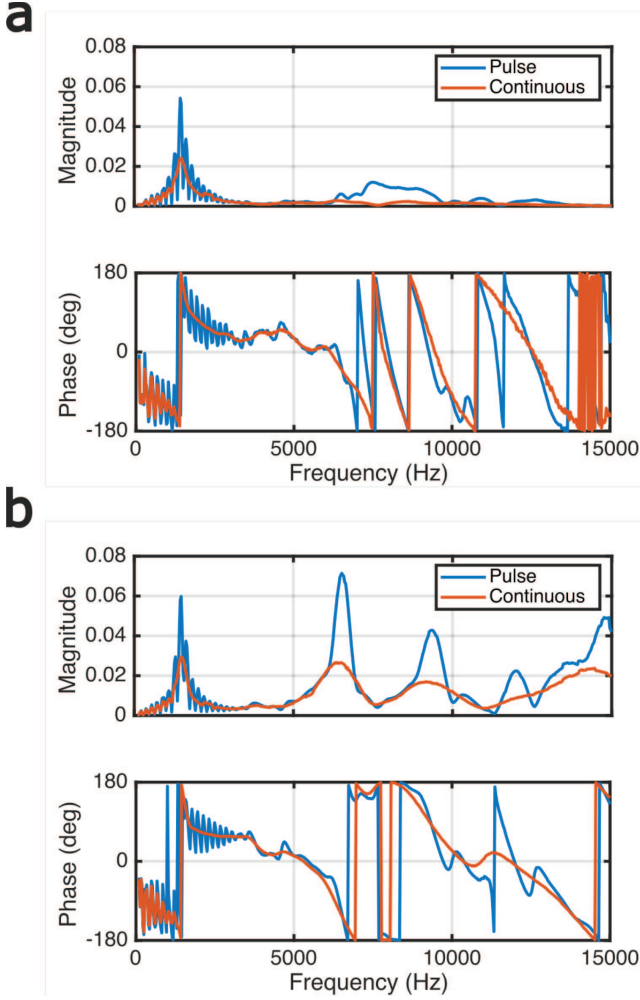 a
0.08
0.06
0.04
0.02
0
Magnitude
Pulse
Continuous
180
0
-180
Phase (deg)
0
5000
10000
15000
Frequency (Hz)
b
0.08
0.06
0.04
0.02
0
Magnitude
Pulse
Continuous
180
0
-180
Phase (deg)
0
5000
10000
15000
Frequency (Hz)